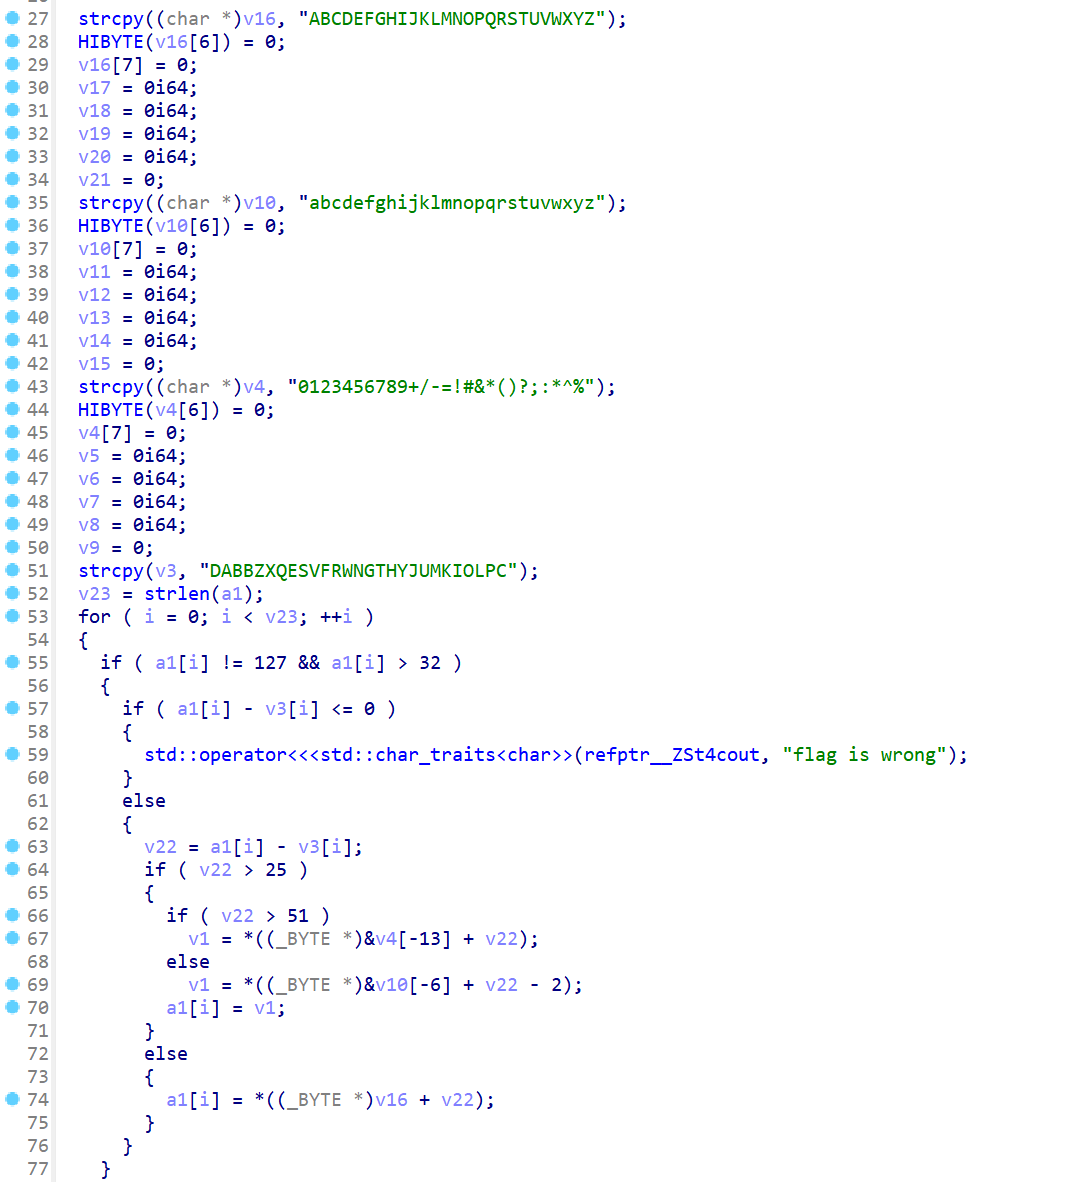 27 strcpy((char *)v16, "ABCDEFGHIJKLMNOPQRSTUVWXYZ");
28 HIBYTE(v16[6]) = 0;
29 v16[7] = 0;
30 v17 = 0i64;
31 v18 = 0i64;
32 v19 = 0i64;
33 v20 = 0i64;
34 v21 = 0;
35 strcpy((char *)v10, "abcdefghijklmnopqrstuvwxyz");
36 HIBYTE(v10[6]) = 0;
37 v10[7] = 0;
38 v11 = 0i64;
39 v12 = 0i64;
40 v13 = 0i64;
41 v14 = 0i64;
42 v15 = 0;
43 strcpy((char *)v4, "0123456789+/-=!#&*()?;:*^%");
44 HIBYTE(v4[6]) = 0;
45 v4[7] = 0;
46 v5 = 0i64;
47 v6 = 0i64;
48 v7 = 0i64;
49 v8 = 0i64;
50 v9 = 0;
51 strcpy(v3, "DABBZXQESVFRWNGTHYJUMKIOLPC");
52 v23 = strlen(a1);
53 for ( i = 0; i < v23; ++i )
54 {
55 if ( a1[i] != 127 && a1[i] > 32 )
56 {
57 if ( a1[i] - v3[i] <= 0 )
58 {
59 std::operator<<<std::char_traits<char>>(refptr__ZSt4cout, "flag is wrong");
60 }
61 else
62 {
63 v22 = a1[i] - v3[i];
64 if ( v22 > 25 )
65 {
66 if ( v22 > 51 )
67 v1 = *((_BYTE *)&v4[-13] + v22);
68 else
69 v1 = *((_BYTE *)&v10[-6] + v22 - 2);
70 a1[i] = v1;
71 }
72 else
73 {
74 a1[i] = *((_BYTE *)v16 + v22);
75 }
76 }
77 }